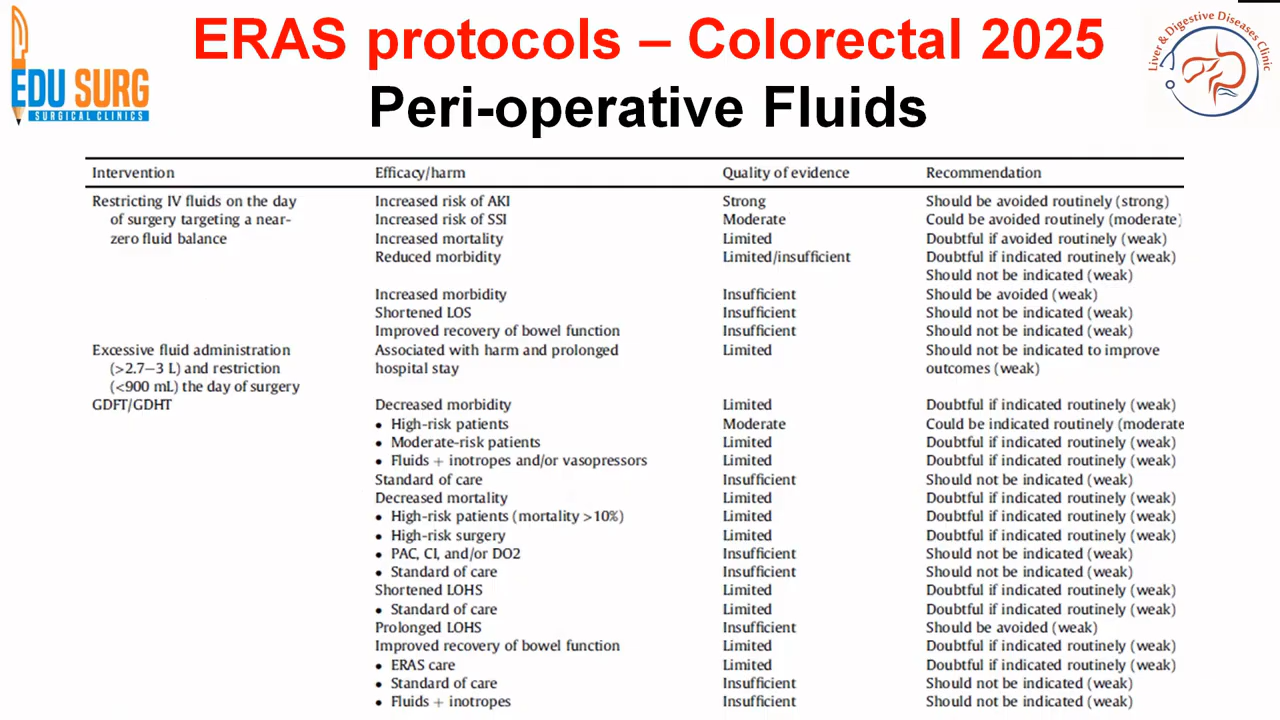 ERAS protocols – Colorectal 2025
Peri-operative Fluids
EDU SURG
SURGICAL CLINICS
Liver & Digestive Diseases Clinic
Intervention Efficacy/harm Quality of evidence Recommendation
Restricting IV fluids on the day Increased risk of AKI Strong Should be avoided routinely (strong)
of surgery targeting a near- Increased risk of SSI Moderate Could be avoided routinely (moderate)
zero fluid balance Increased mortality Limited Doubtful if avoided routinely (weak)
Reduced morbidity Limited/insufficient Doubtful if indicated routinely (weak)
Should not be indicated (weak)
Increased morbidity Insufficient Should be avoided (weak)
Shortened LOS Insufficient Should not be indicated (weak)
Improved recovery of bowel function Insufficient Should not be indicated (weak)
Excessive fluid administration Associated with harm and prolonged Limited Should not be indicated to improve
(>2.7–3 L) and restriction hospital stay outcomes (weak)
(<900 mL) the day of surgery
GDFT/GDHT Decreased morbidity Limited Doubtful if indicated routinely (weak)
• High-risk patients Moderate Could be indicated routinely (moderate
• Moderate-risk patients Limited Doubtful if indicated routinely (weak)
• Fluids + inotropes and/or vasopressors Limited Doubtful if indicated routinely (weak)
Standard of care Insufficient Should not be indicated (weak)
Decreased mortality Limited Doubtful if indicated routinely (weak)
• High-risk patients (mortality >10%) Limited Doubtful if indicated routinely (weak)
• High-risk surgery Limited Doubtful if indicated routinely (weak)
• PAC, CI, and/or DO2 Insufficient Should not be indicated (weak)
• Standard of care Insufficient Should not be indicated (weak)
Shortened LOHS Limited Doubtful if indicated routinely (weak)
• Standard of care Limited Doubtful if indicated routinely (weak)
Prolonged LOHS Insufficient Should be avoided (weak)
Improved recovery of bowel function Limited Doubtful if indicated routinely (weak)
• ERAS care Limited Doubtful if indicated routinely (weak)
• Standard of care Insufficient Should not be indicated (weak)
• Fluids + inotropes Insufficient Should not be indicated (weak)